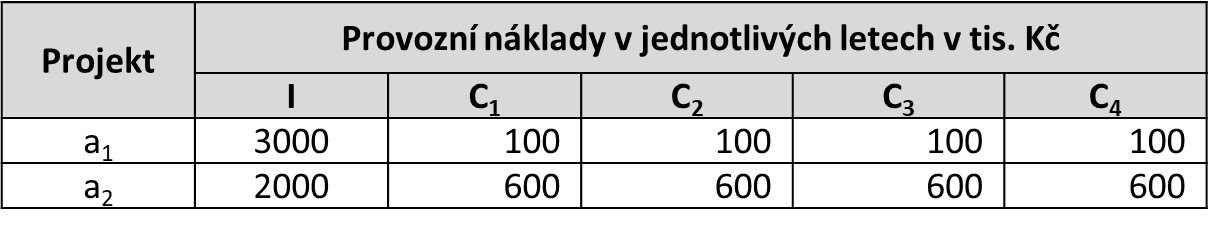 Projekt
Provozní náklady v jednotlivých letech v tis. Kč
I C₁ C₂ C₃ C₄
a₁ 3000 100 100 100 100
a₂ 2000 600 600 600 600